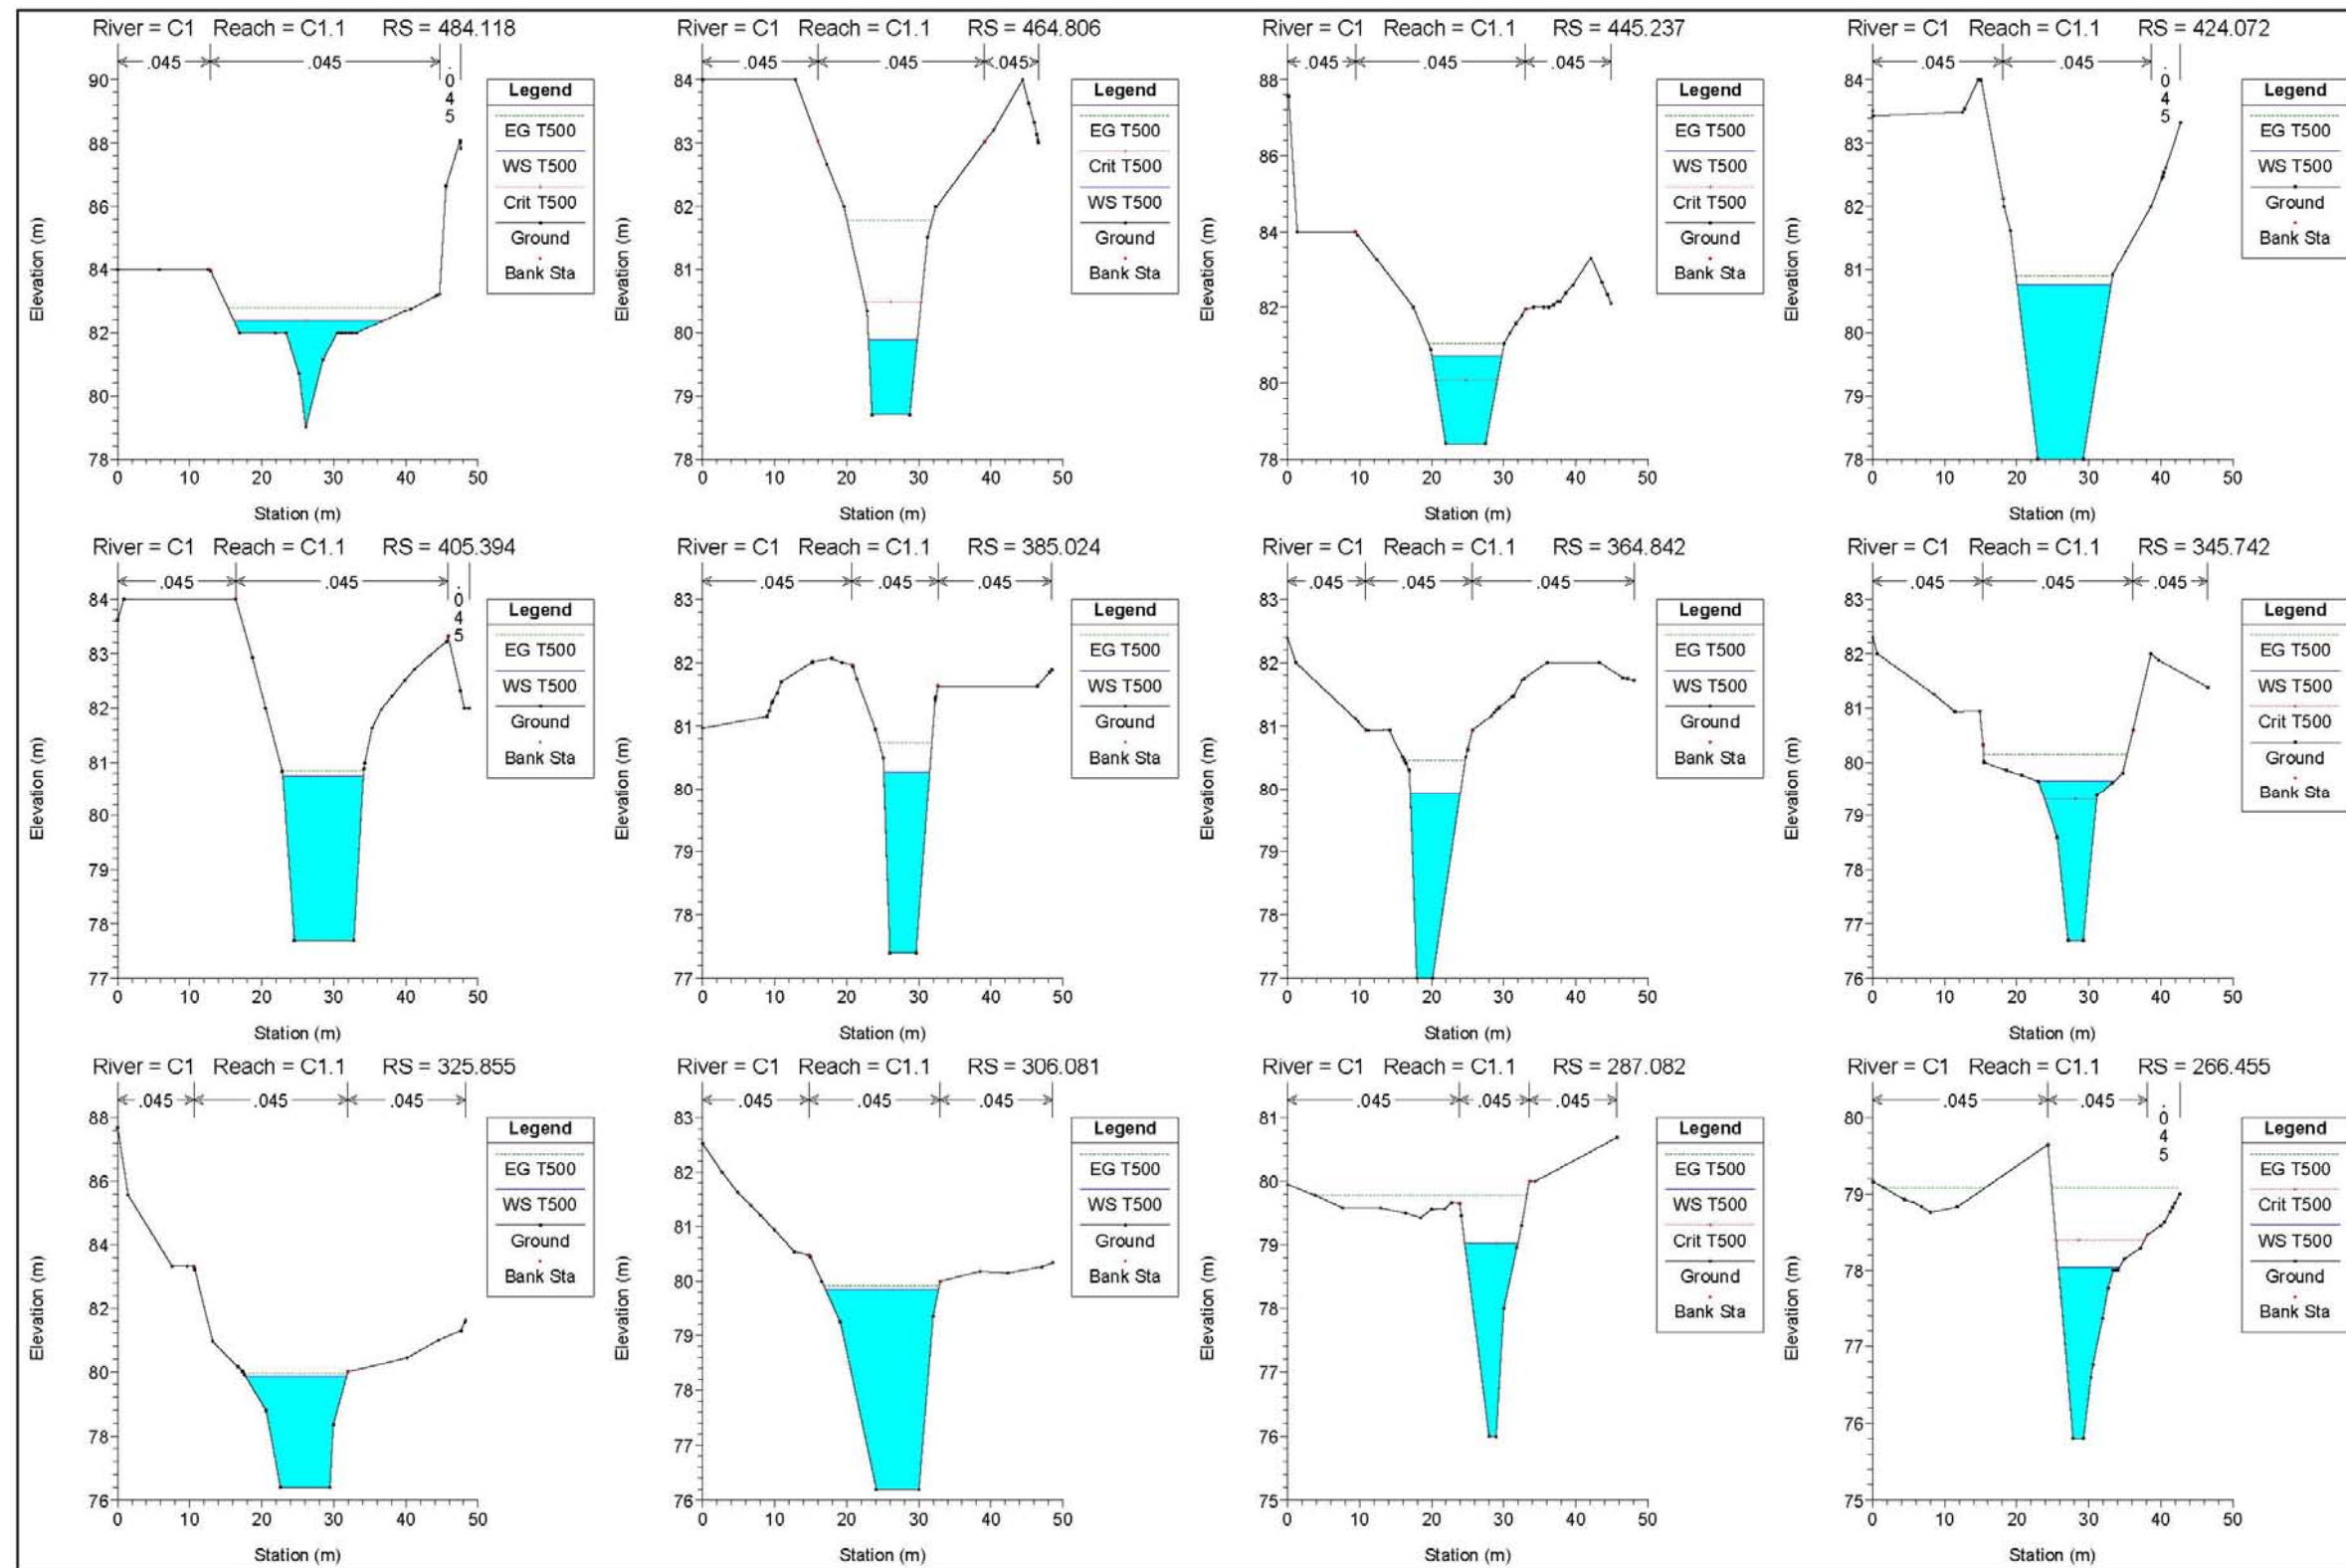 River = C1 Reach = C1.1 RS = 484.118
.045 .045 .045
90
88
86
84
82
80
78
0 10 20 30 40 50
Elevation (m)
Station (m)
Legend
EG T500
WS T500
Crit T500
Ground
Bank Sta
River = C1 Reach = C1.1 RS = 464.806
.045 .045 .045
84
83
82
81
80
79
78
0 10 20 30 40 50
Elevation (m)
Station (m)
Legend
EG T500
Crit T500
WS T500
Ground
Bank Sta
River = C1 Reach = C1.1 RS = 445.237
.045 .045 .045
88
86
84
82
80
78
0 10 20 30 40 50
Elevation (m)
Station (m)
Legend
EG T500
WS T500
Crit T500
Ground
Bank Sta
River = C1 Reach = C1.1 RS = 424.072
.045 .045 .045
84
83
82
81
80
79
78
0 10 20 30 40 50
Elevation (m)
Station (m)
Legend
EG T500
WS T500
Ground
Bank Sta
River = C1 Reach = C1.1 RS = 405.394
.045 .045 .045
84
83
82
81
80
79
78
77
0 10 20 30 40 50
Elevation (m)
Station (m)
Legend
EG T500
WS T500
Ground
Bank Sta
River = C1 Reach = C1.1 RS = 385.024
.045 .045 .045
83
82
81
80
79
78
77
0 10 20 30 40 50
Elevation (m)
Station (m)
Legend
EG T500
WS T500
Ground
Bank Sta
River = C1 Reach = C1.1 RS = 364.842
.045 .045 .045
83
82
81
80
79
78
77
0 10 20 30 40 50
Elevation (m)
Station (m)
Legend
EG T500
WS T500
Ground
Bank Sta
River = C1 Reach = C1.1 RS = 345.742
.045 .045 .045
83
82
81
80
79
78
77
76
0 10 20 30 40 50
Elevation (m)
Station (m)
Legend
EG T500
WS T500
Crit T500
Ground
Bank Sta
River = C1 Reach = C1.1 RS = 325.855
.045 .045 .045
88
86
84
82
80
78
76
0 10 20 30 40 50
Elevation (m)
Station (m)
Legend
EG T500
WS T500
Ground
Bank Sta
River = C1 Reach = C1.1 RS = 306.081
.045 .045 .045
83
82
81
80
79
78
77
76
0 10 20 30 40 50
Elevation (m)
Station (m)
Legend
EG T500
WS T500
Ground
Bank Sta
River = C1 Reach = C1.1 RS = 287.082
.045 .045 .045
81
80
79
78
77
76
75
0 10 20 30 40 50
Elevation (m)
Station (m)
Legend
EG T500
WS T500
Crit T500
Ground
Bank Sta
River = C1 Reach = C1.1 RS = 266.455
.045 .045 .045
80
79
78
77
76
75
0 10 20 30 40 50
Elevation (m)
Station (m)
Legend
EG T500
Crit T500
WS T500
Ground
Bank Sta